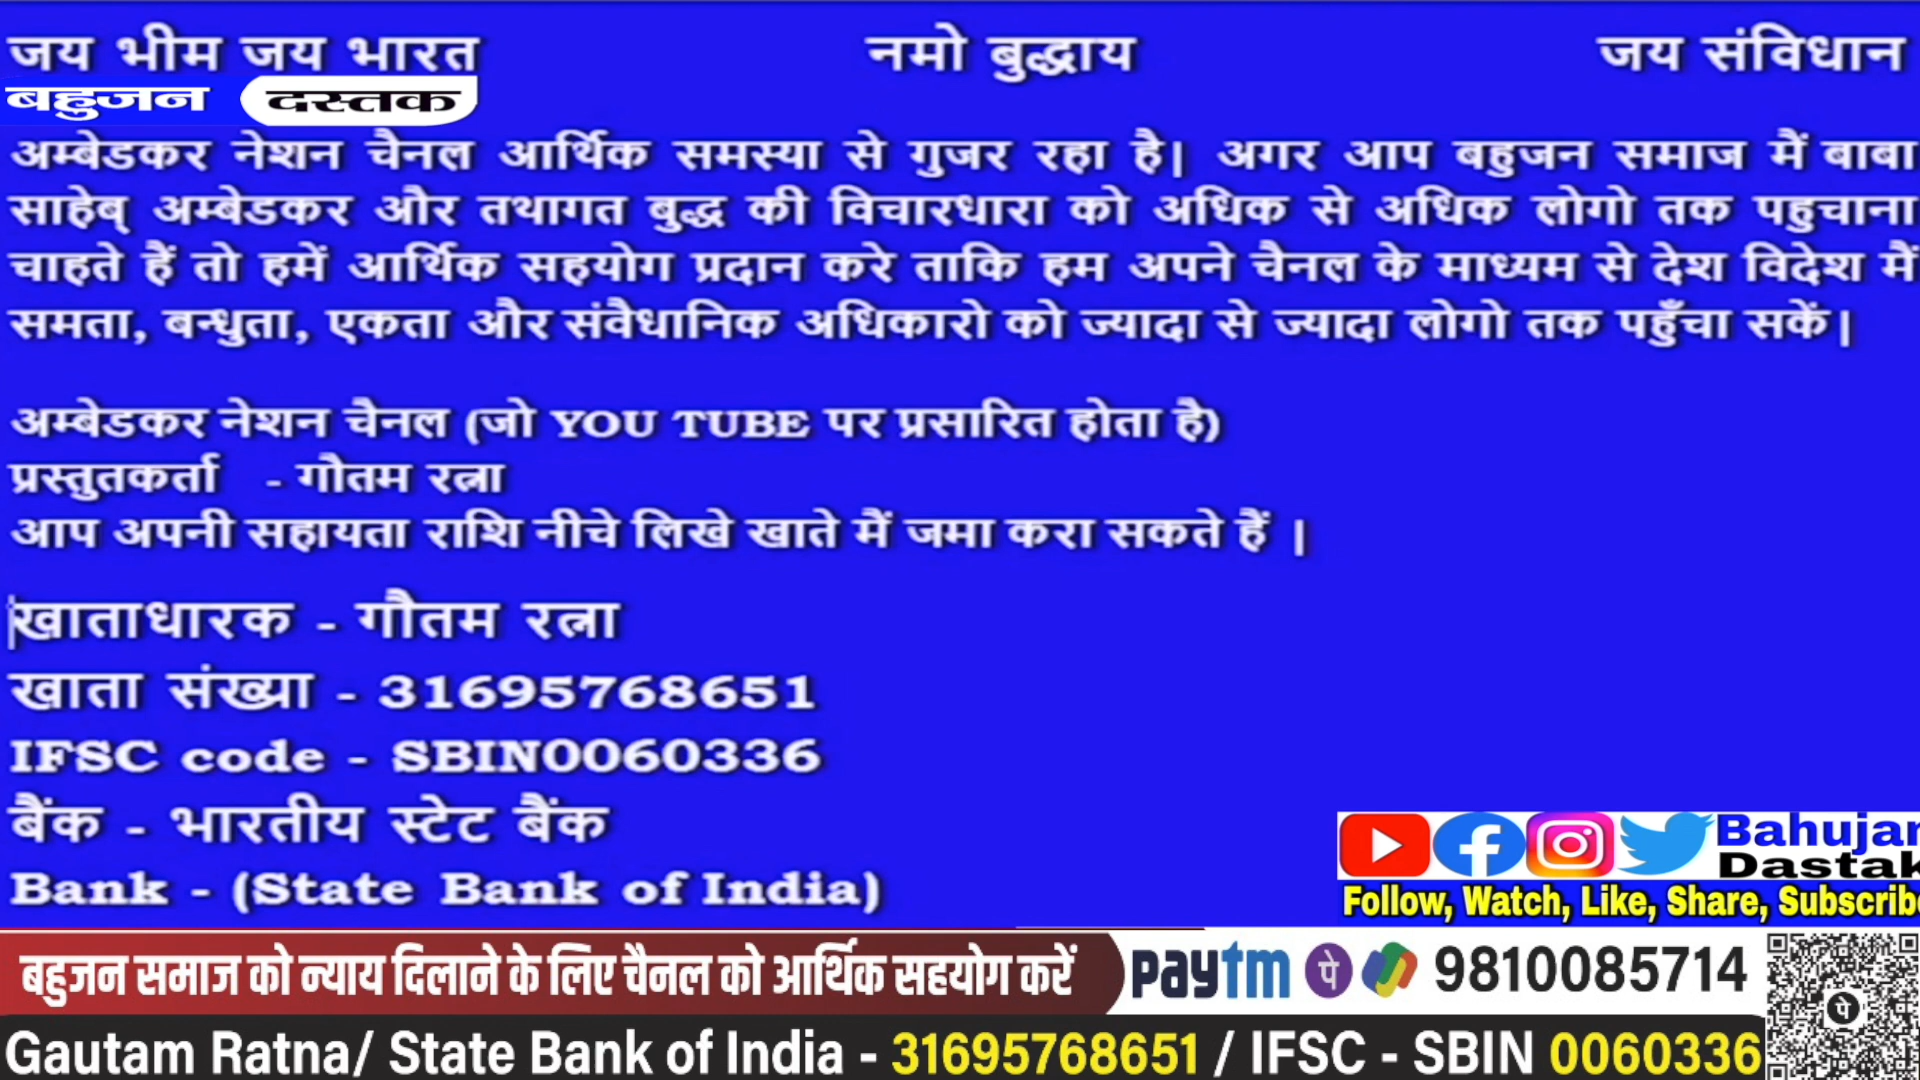 जय भीम जय भारत नमो बुद्धाय जय संविधान
बहुजन दस्तक
अम्बेडकर नेशन चैनल आर्थिक समस्या से गुजर रहा है| अगर आप बहुजन समाज मैं बाबा
साहेब् अम्बेडकर और तथागत बुद्ध की विचारधारा को अधिक से अधिक लोगो तक पहुचाना
चाहते हैं तो हमें आर्थिक सहयोग प्रदान करे ताकि हम अपने चैनल के माध्यम से देश विदेश मैं
समता, बन्धुता, एकता और संवैधानिक अधिकारो को ज्यादा से ज्यादा लोगो तक पहुँचा सकें|
अम्बेडकर नेशन चैनल (जो YOU TUBE पर प्रसारित होता है)
प्रस्तुतकर्ता - गौतम रत्ना
आप अपनी सहायता राशि नीचे लिखे खाते मैं जमा करा सकते हैं |
खाताधारक - गौतम रत्ना
खाता संख्या - 31695768651
IFSC code - SBIN0060336
बैंक - भारतीय स्टेट बैंक
Bank - (State Bank of India)
Bahujan
Dastak
Follow, Watch, Like, Share, Subscribe
बहुजन समाज को न्याय दिलाने के लिए चैनल को आर्थिक सहयोग करें paytm पे 9810085714
Gautam Ratna/ State Bank of India - 31695768651 / IFSC - SBIN 0060336